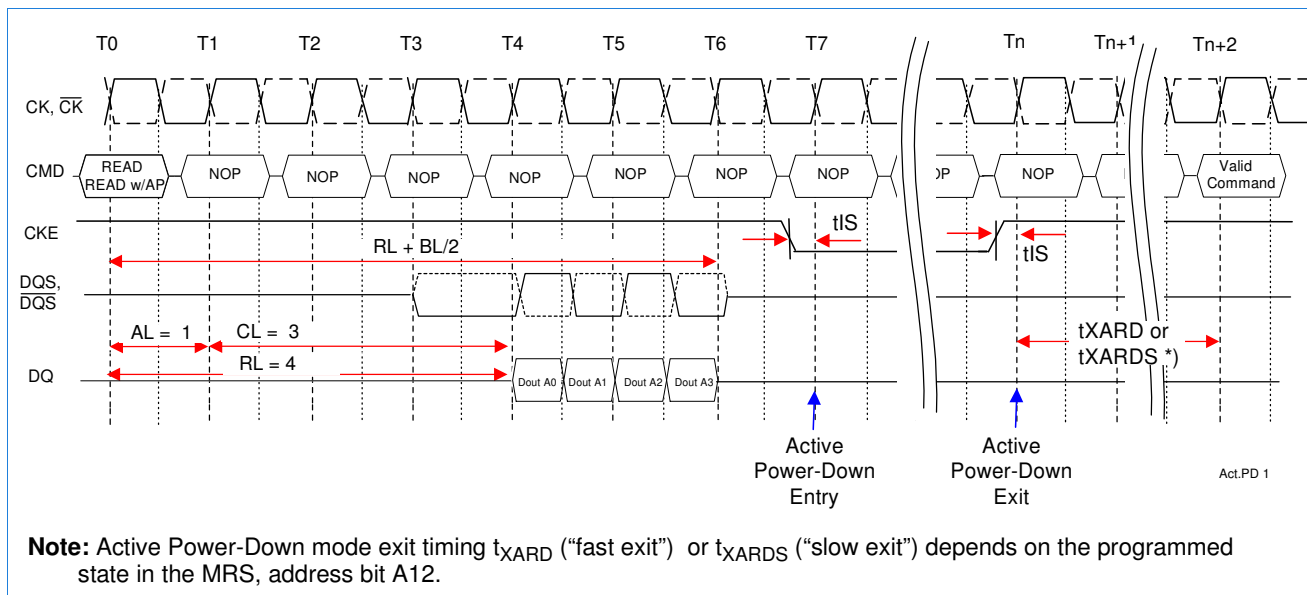 T0 T1 T2 T3 T4 T5 T6 T7 Tn Tn+1 Tn+2
CK, CK
CMD
READ
READ w/AP
NOP NOP NOP NOP NOP NOP NOP OP NOP
Valid
Command
CKE
tIS
tIS
RL + BL/2
DQS,
DQS
AL = 1
CL = 3
tXARD or
tXARDS *)
RL = 4
DQ
Dout A0 Dout A1 Dout A2 Dout A3
Active
Power-Down
Entry
Active
Power-Down
Exit
Act.PD 1
Note: Active Power-Down mode exit timing tXARD (“fast exit”) or tXARDS (“slow exit”) depends on the programmed
state in the MRS, address bit A12.